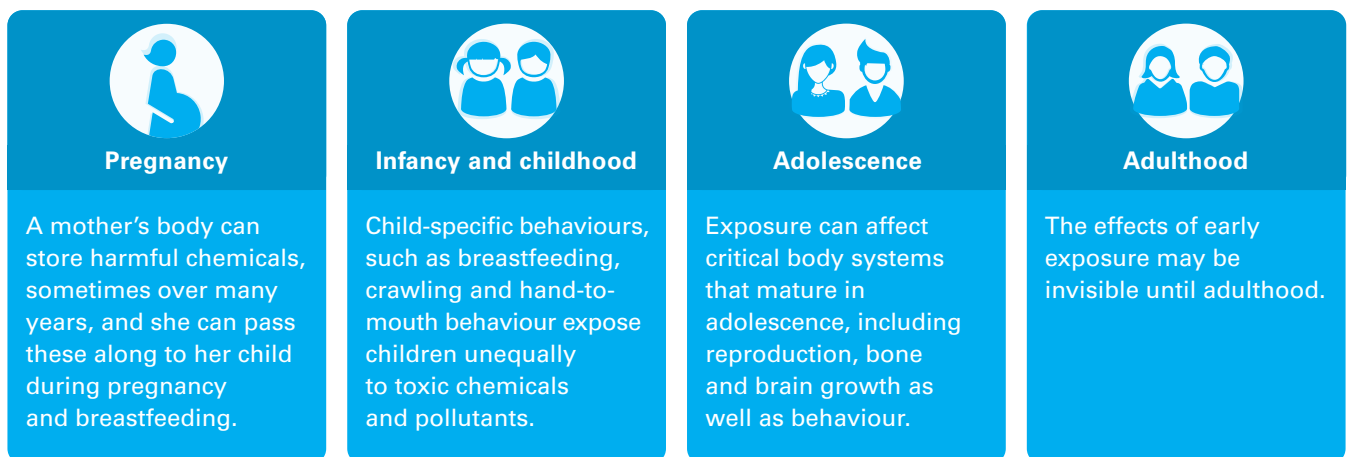 Pregnancy
A mother’s body can
store harmful chemicals,
sometimes over many
years, and she can pass
these along to her child
during pregnancy
and breastfeeding.
Infancy and childhood
Child-specific behaviours,
such as breastfeeding,
crawling and hand-to-
mouth behaviour expose
children unequally
to toxic chemicals
and pollutants.
Adolescence
Exposure can affect
critical body systems
that mature in
adolescence, including
reproduction, bone
and brain growth as
well as behaviour.
Adulthood
The effects of early
exposure may be
invisible until adulthood.